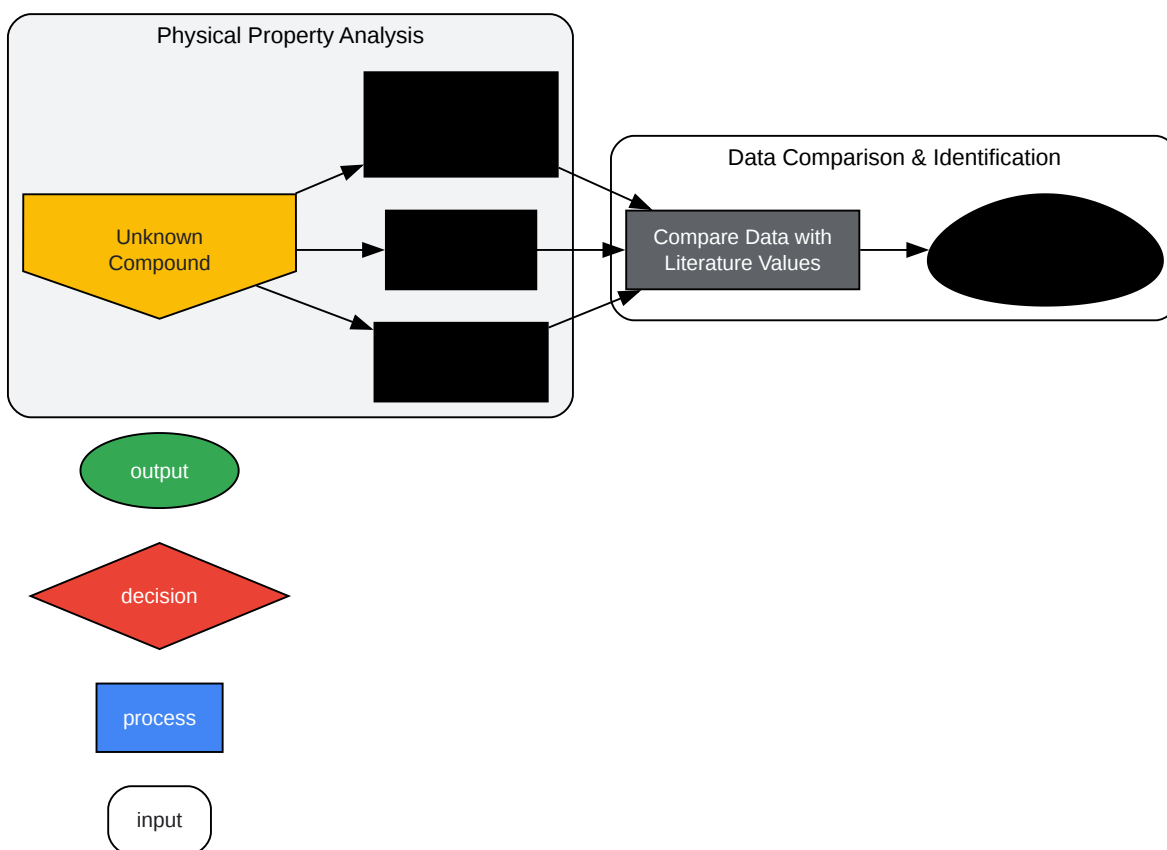 Physical Property Analysis
Unknown
Compound
Data Comparison & Identification
Compare Data with
Literature Values
output
decision
process
input